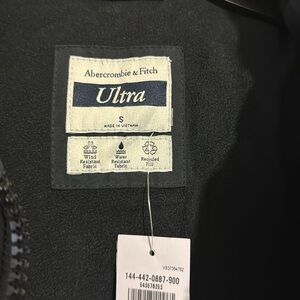 Abercrombie & Fitch
Ultra
S
MADE IN VIETNAM
Wind Resistant Fabric
Water Resistant Fabric
Recycled Fill
144-442-0887-900